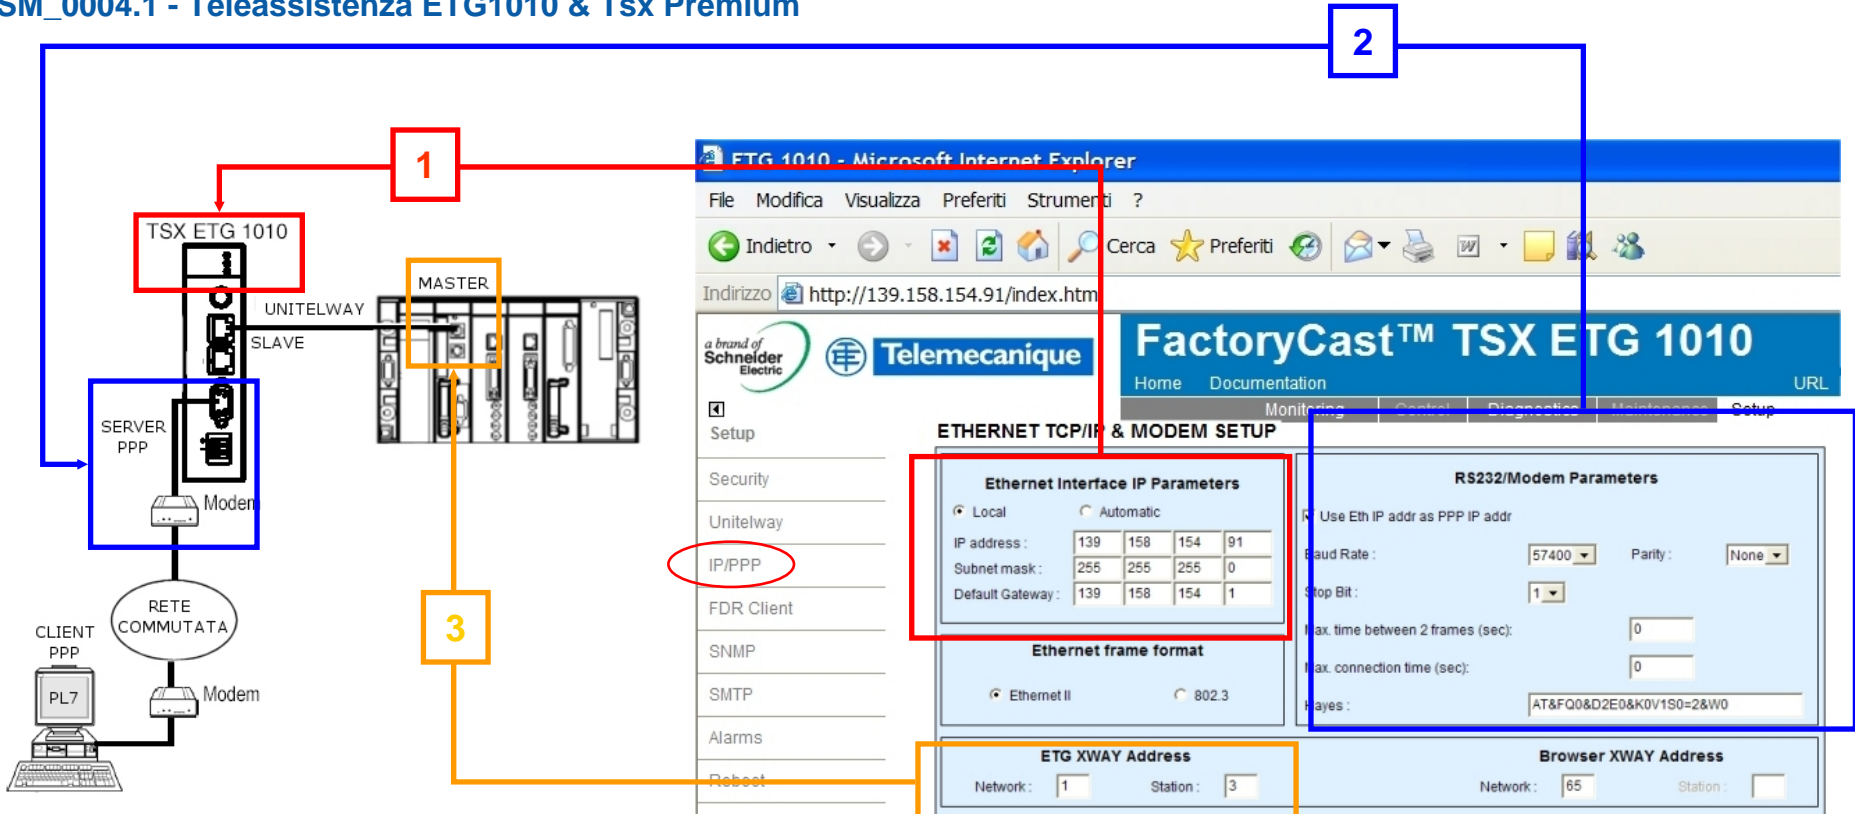 SM_0004.1 - Teleassistenza ETG1010 & Tsx Premium
2
1
TSX ETG 1010
UNITELWAY
SLAVE
MASTER
SERVER
PPP
Modem
RETE
COMMUTATA
CLIENT
PPP
PL7
Modem
3
ETG 1010 - Microsoft Internet Explorer
File Modifica Visualizza Preferiti Strumenti ?
Indietro Cerca Preferiti
Indirizzo http://139.158.154.91/index.htm
a brand of
Schneider
Electric
Telemecanique
FactoryCast™ TSX ETG 1010
Home Documentation URL
Monitoring Control Diagnostics Maintenance Setup
Setup
Security
Unitelway
IP/PPP
FDR Client
SNMP
SMTP
Alarms
Reboot
ETHERNET TCP/IP & MODEM SETUP
Ethernet Interface IP Parameters
Local Automatic
IP address : 139 158 154 91
Subnet mask : 255 255 255 0
Default Gateway : 139 158 154 1
Ethernet frame format
Ethernet II 802.3
RS232/Modem Parameters
Use Eth IP addr as PPP IP addr
Baud Rate : 57400 Parity : None
Stop Bit : 1
Max. time between 2 frames (sec): 0
Max. connection time (sec): 0
Hayes : AT&FQ0&D2E0&K0V1S0=2&W0
ETG XWAY Address
Network : 1 Station : 3
Browser XWAY Address
Network : 65 Station :